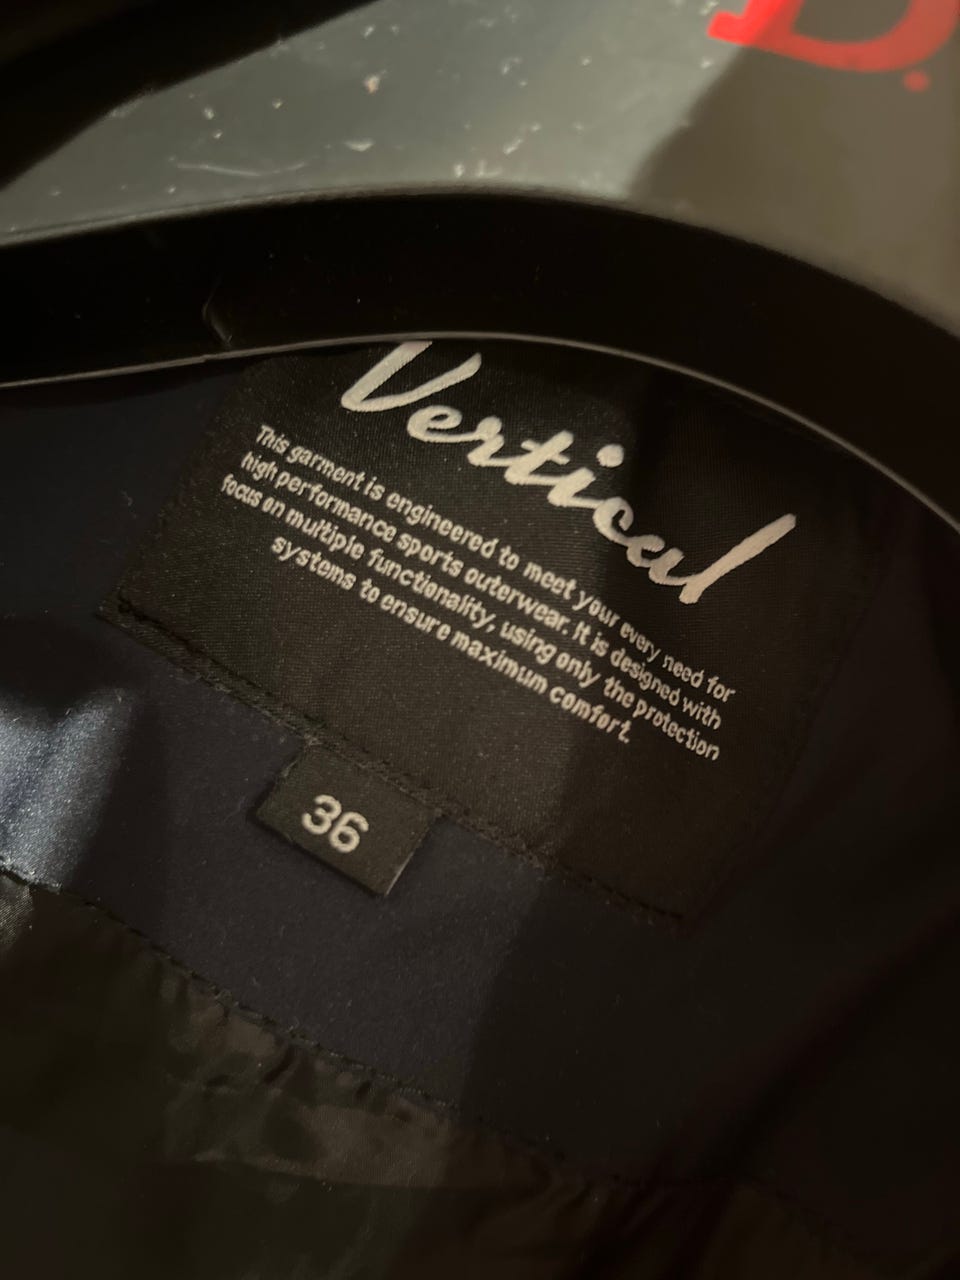 D
Vertical
This garment is engineered to meet your every need for
high performance sports outerwear. It is designed with
focus on multiple functionality, using only the protection
systems to ensure maximum comfort.
36